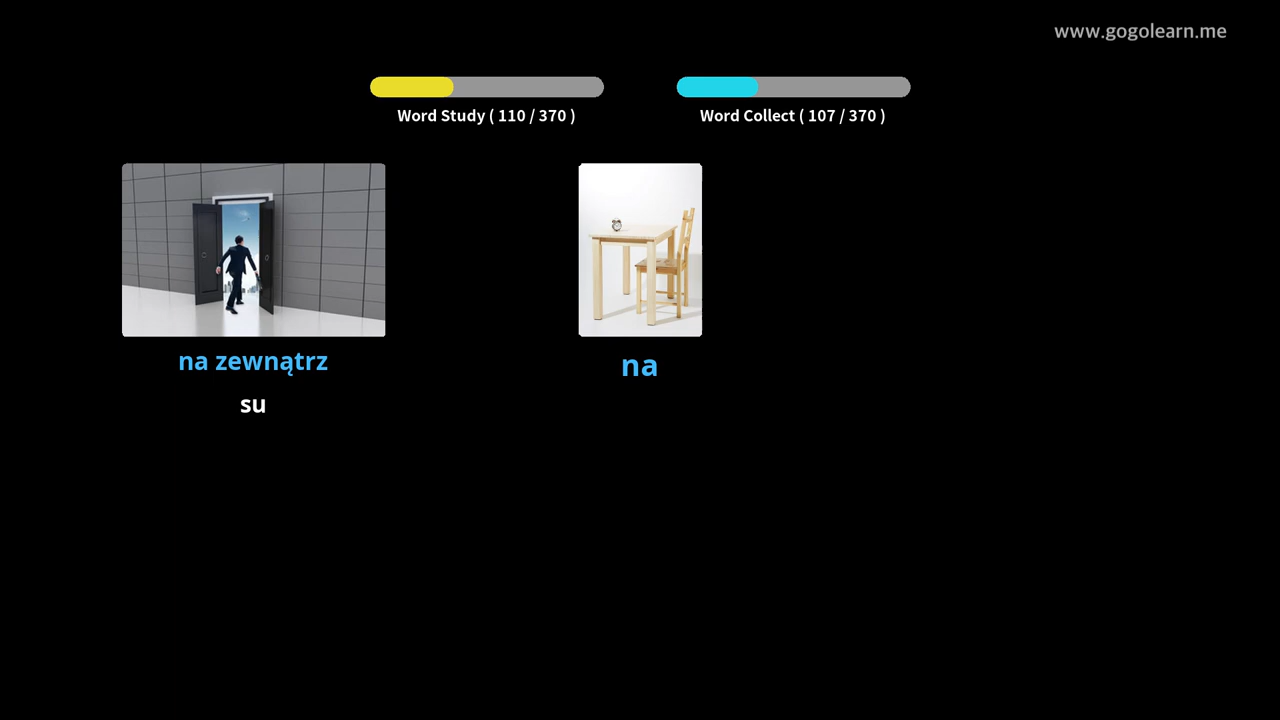 www.gogolearn.me
Word Study ( 110 / 370 )
Word Collect ( 107 / 370 )
na zewnątrz
su
na